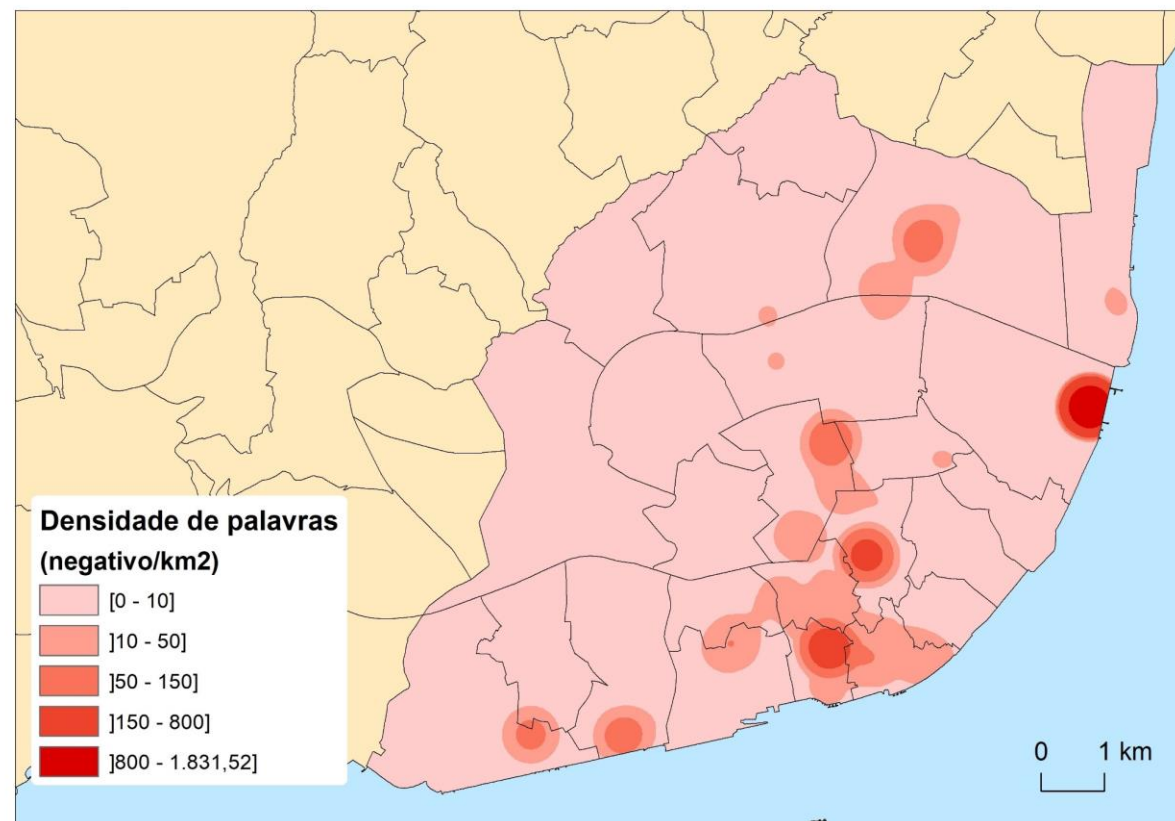 Densidade de palavras
(negativo/km2)
[0 - 10]
]10 - 50]
]50 - 150]
]150 - 800]
]800 - 1.831,52]
0 1 km